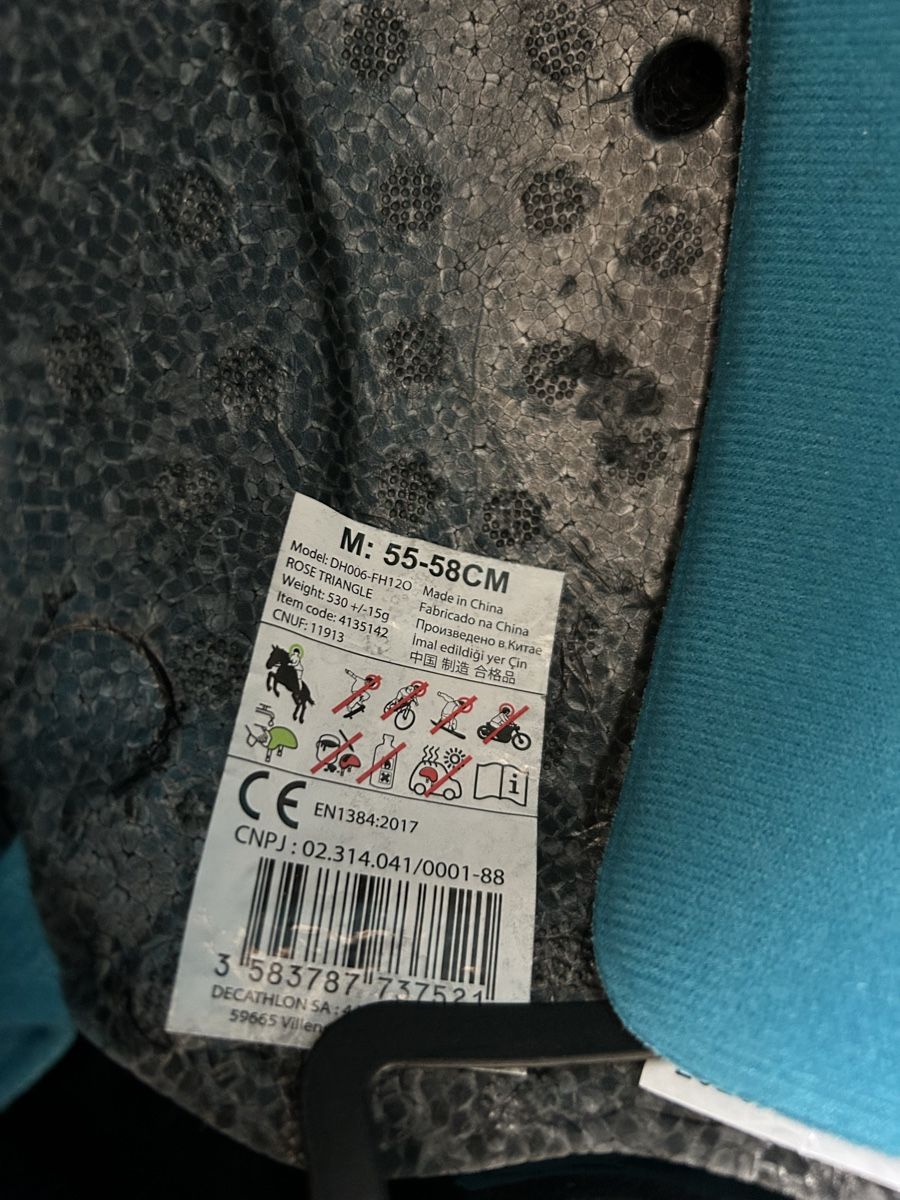 M: 55-58CM
Model: DH006-FH12O
ROSE TRIANGLE
Weight: 530 +/-15g
Item code: 4135142
CNUF: 11913
Made in China
Fabricado na China
Произведено в Китае
İmal edildiği yer Çin
中国 制造 合格品
i
CE EN1384:2017
CNPJ : 02.314.041/0001-88
3 583787 737521
DECATHLON SA : 4
59665